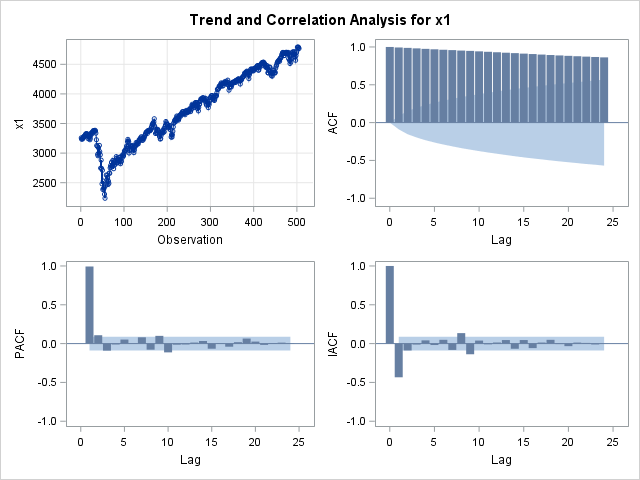 Trend and Correlation Analysis for x1
4500
4000
3500
3000
2500
x1
0 100 200 300 400 500
Observation
1.0
0.5
0.0
-0.5
-1.0
ACF
0 5 10 15 20 25
Lag
1.0
0.5
0.0
-0.5
-1.0
PACF
0 5 10 15 20 25
Lag
1.0
0.5
0.0
-0.5
-1.0
IACF
0 5 10 15 20 25
Lag